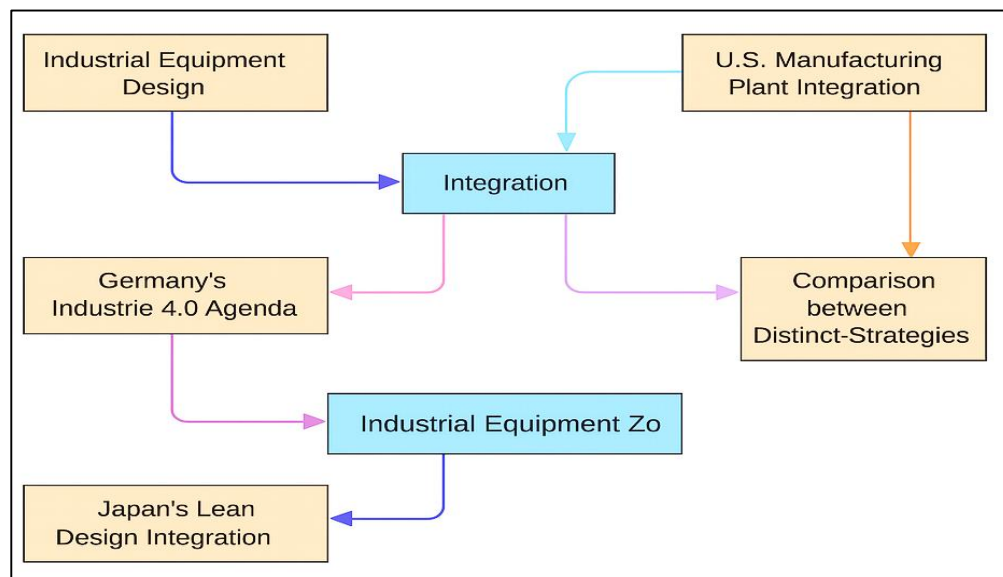 Industrial Equipment
Design
U.S. Manufacturing
Plant Integration
Integration
Germany's
Industrie 4.0 Agenda
Comparison
between
Distinct-Strategies
Industrial Equipment Zo
Japan's Lean
Design Integration